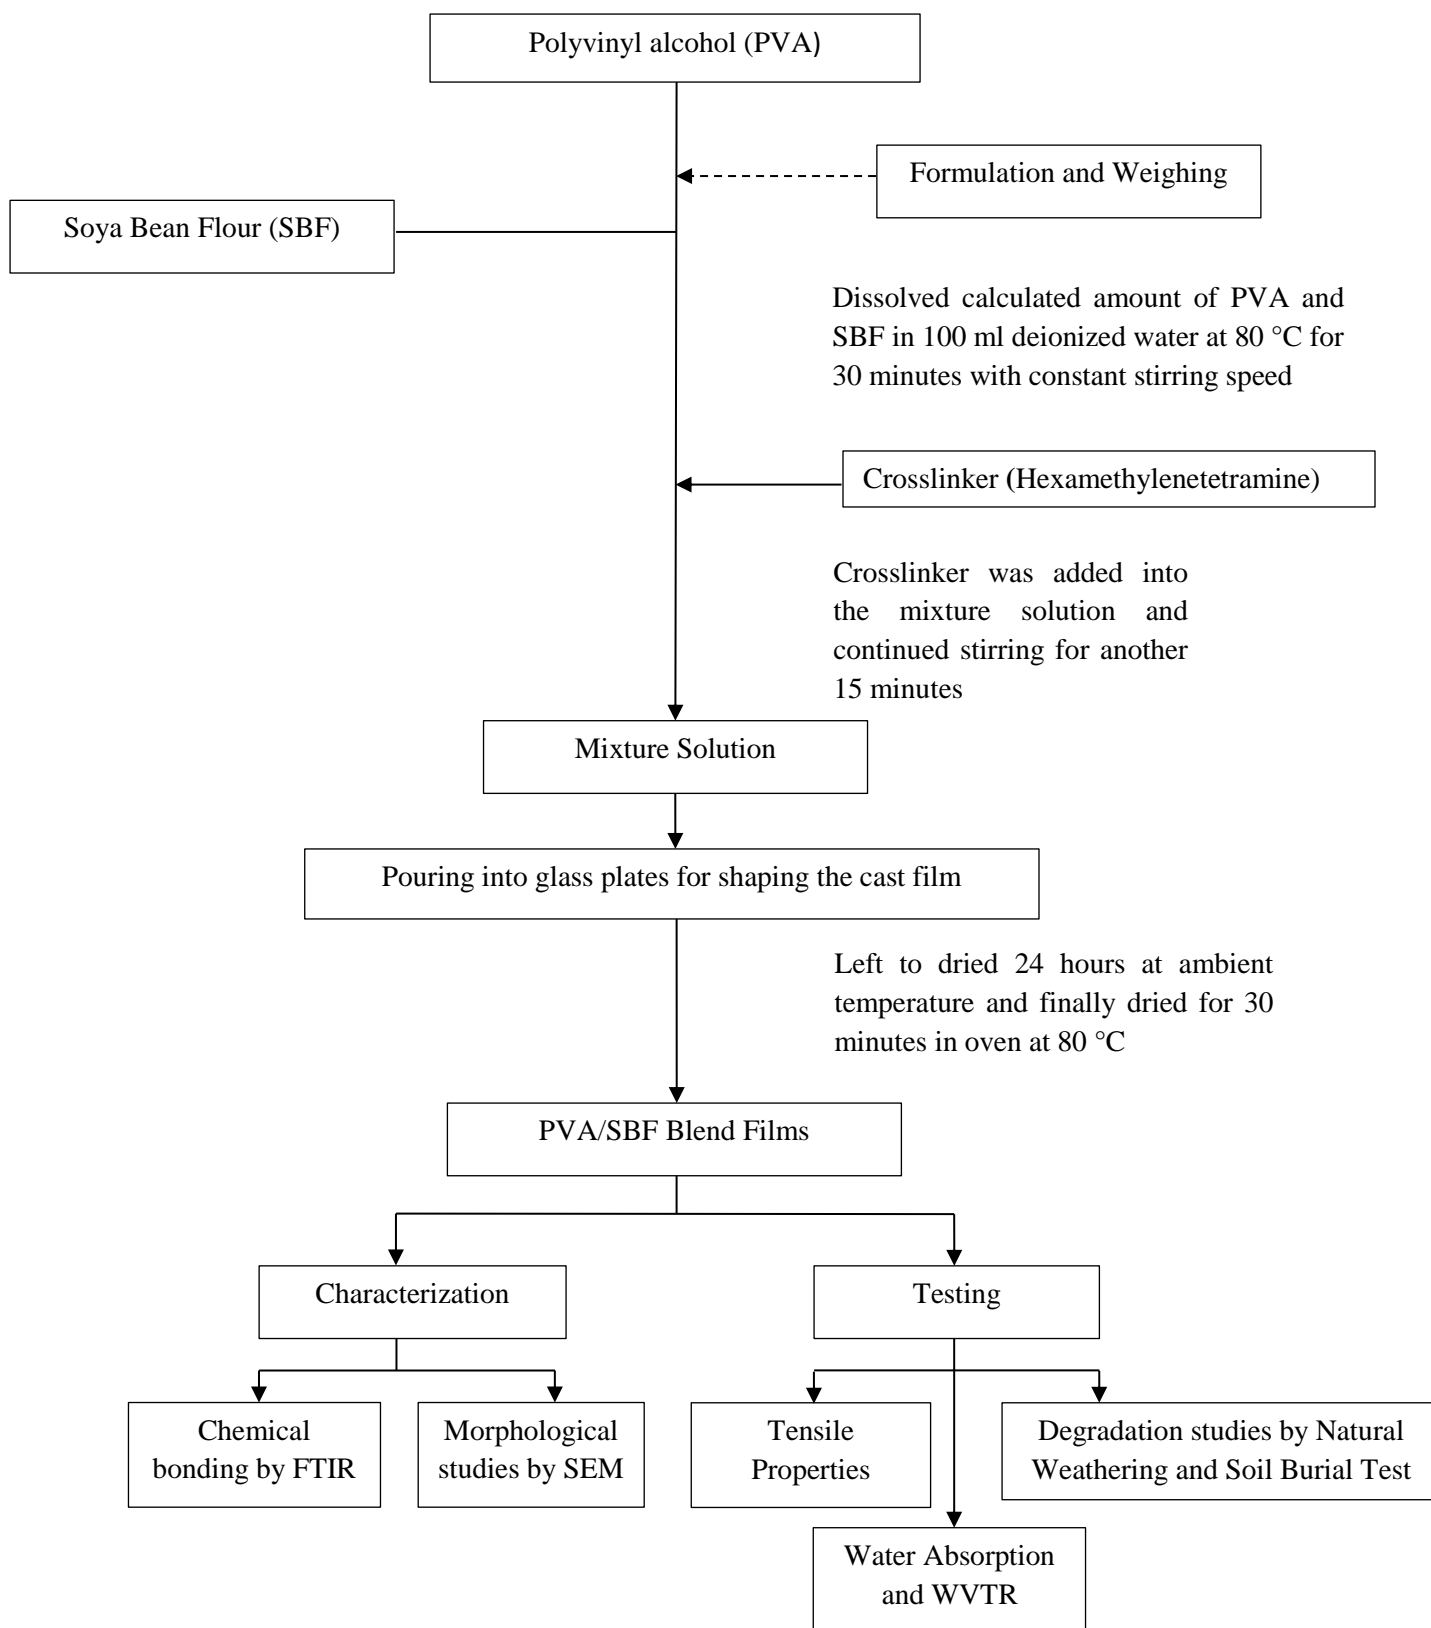 Polyvinyl alcohol (PVA)
Formulation and Weighing
Soya Bean Flour (SBF)
Dissolved calculated amount of PVA and
SBF in 100 ml deionized water at 80 °C for
30 minutes with constant stirring speed
Crosslinker (Hexamethylenetetramine)
Crosslinker was added into
the mixture solution and
continued stirring for another
15 minutes
Mixture Solution
Pouring into glass plates for shaping the cast film
Left to dried 24 hours at ambient
temperature and finally dried for 30
minutes in oven at 80 °C
PVA/SBF Blend Films
Characterization
Testing
Chemical
bonding by FTIR
Morphological
studies by SEM
Tensile
Properties
Degradation studies by Natural
Weathering and Soil Burial Test
Water Absorption
and WVTR